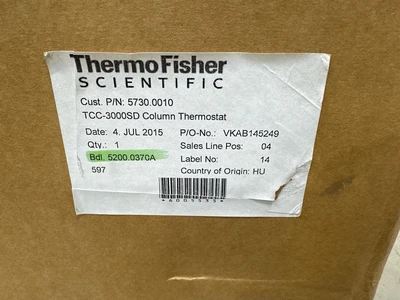 ThermoFisher
SCIENTIFIC
Cust. P/N: 5730.0010
TCC-3000SD Column Thermostat
Date: 4. JUL 2015 P/O-No.: VKAB145249
Qty.: 1 Sales Line Pos: 04
Bdl. 5200.0370A Label No: 14
597 Country of Origin: HU